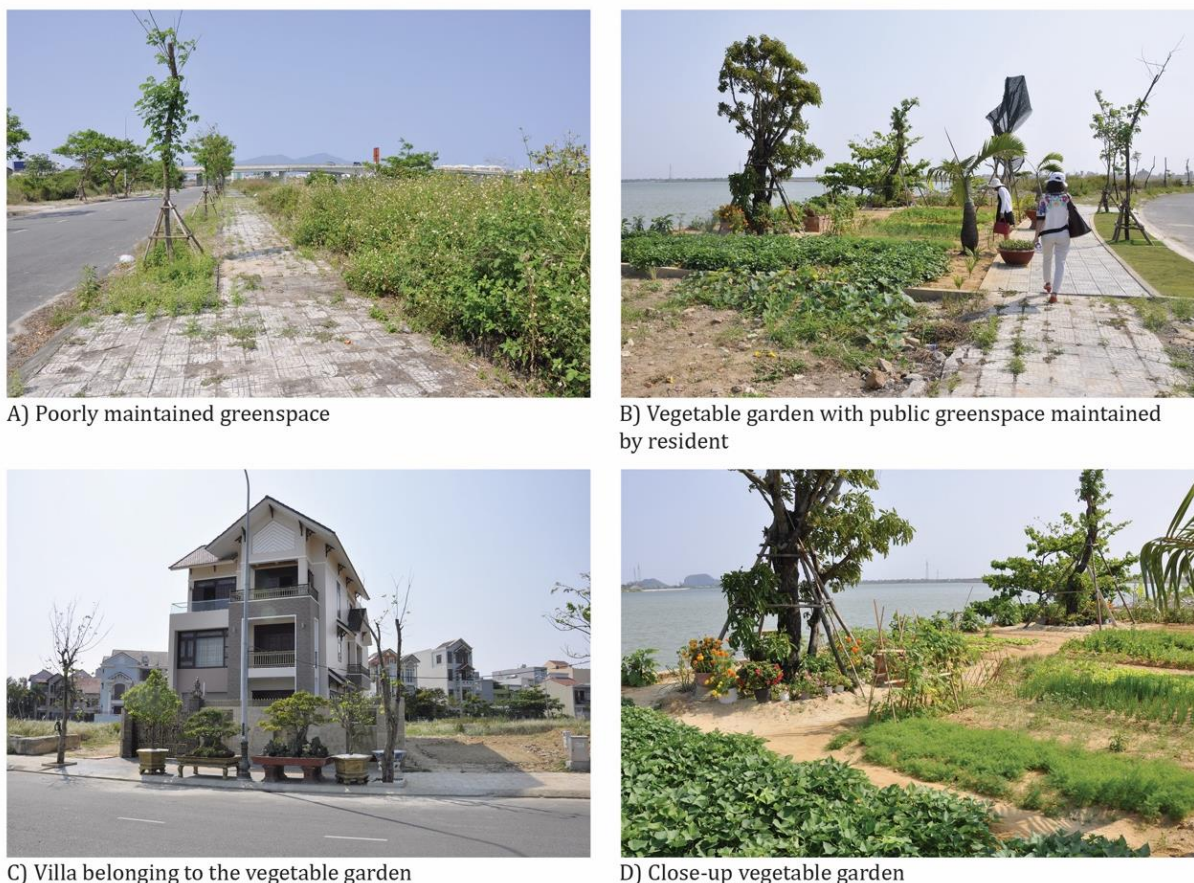 A) Poorly maintained greenspace
B) Vegetable garden with public greenspace maintained
by resident
C) Villa belonging to the vegetable garden
D) Close-up vegetable garden